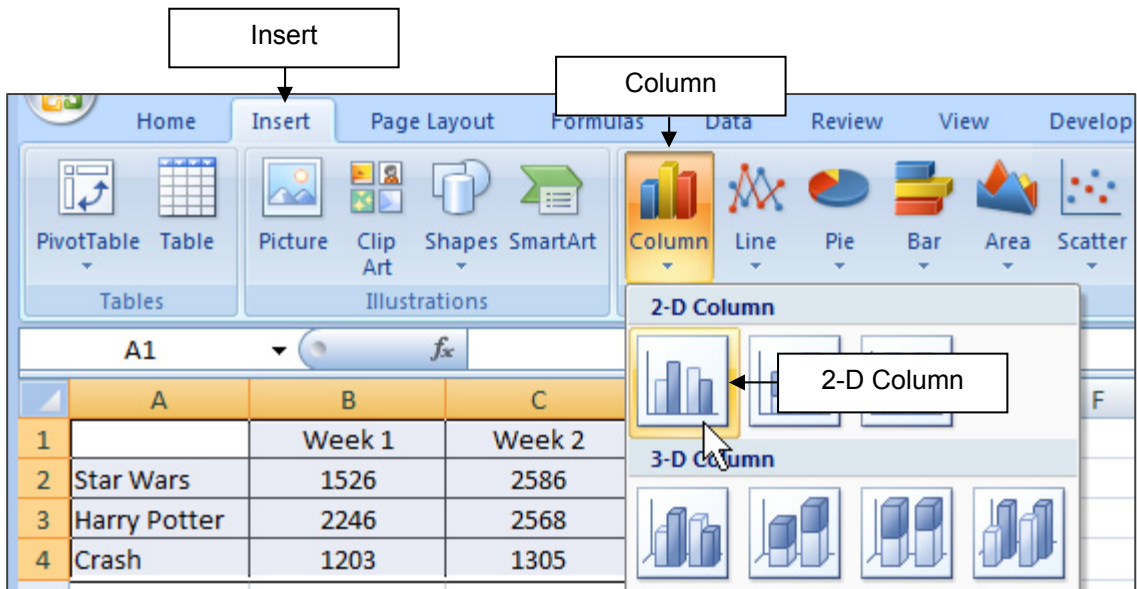 Insert
Column
Home Insert Page Layout Formulas Data Review View Develop
PivotTable Table Picture Clip Art Shapes SmartArt Column Line Pie Bar Area Scatter
Tables Illustrations
2-D Column
A1 fx
2-D Column
A B C F
1 Week 1 Week 2
3-D Column
2 Star Wars 1526 2586
3 Harry Potter 2246 2568
4 Crash 1203 1305